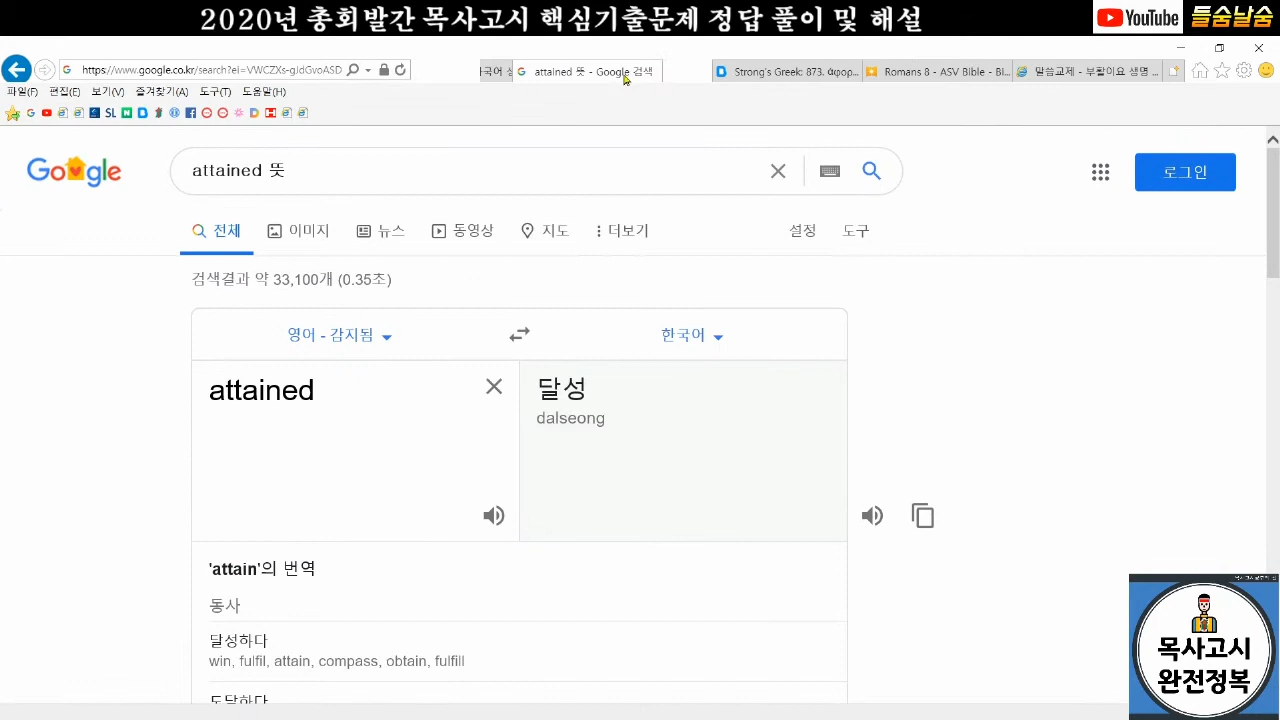 2020년 총회발간 목사고시 핵심기출문제 정답 풀이 및 해설
YouTube 들숨날숨
https://www.google.co.kr/search?ei=VWCZXs-gJdGvoASD
attained 뜻 - Google 검색
Strong's Greek: 873.
Romans 8 - ASV Bible - Bi...
말씀교제 - 부활이요 생명 ...
파일(F) 편집(E) 보기(V) 즐겨찾기(A) 도구(T) 도움말(H)
Google
attained 뜻
로그인
전체 이미지 뉴스 동영상 지도 더보기 설정 도구
검색결과 약 33,100개 (0.35초)
영어 - 감지됨 한국어
attained
달성
dalseong
'attain'의 번역
동사
달성하다
win, fulfil, attain, compass, obtain, fulfill
도달하다
목사고시
완전정복